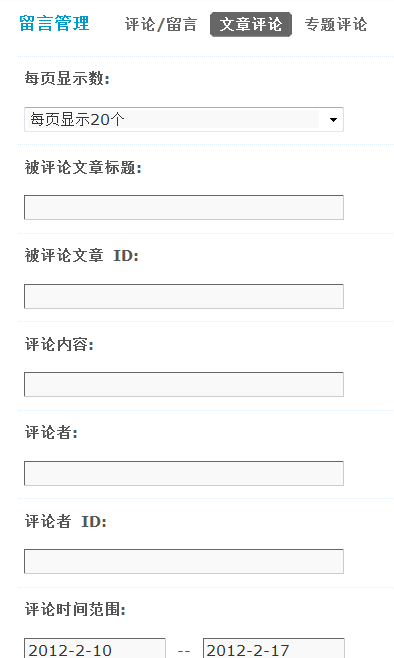 留言管理 评论/留言 文章评论 专题评论
每页显示数:
每页显示20个
被评论文章标题:
被评论文章 ID:
评论内容:
评论者:
评论者 ID:
评论时间范围:
2012-2-10 -- 2012-2-17